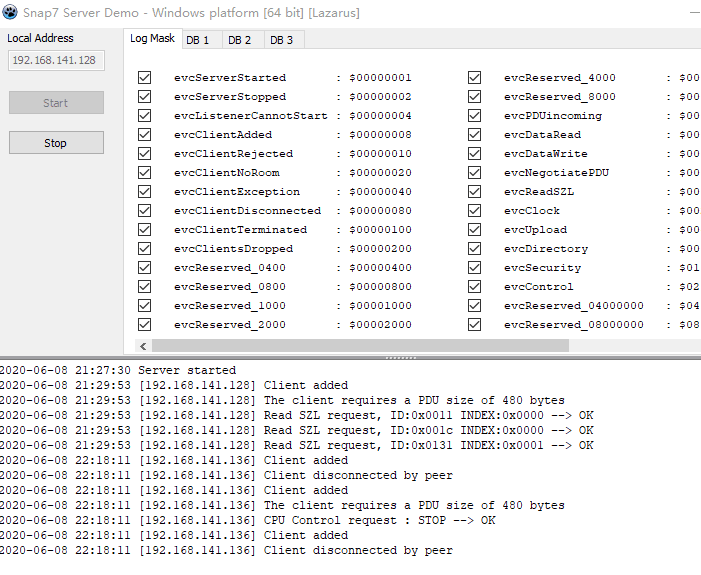 Snap7 Server Demo - Windows platform [64 bit] [Lazarus]
Local Address
192.168.141.128
Start
Stop
Log Mask DB 1 DB 2 DB 3
evcServerStarted : $00000001 evcReserved_4000 : $00
evcServerStopped : $00000002 evcReserved_8000 : $00
evcListenerCannotStart : $00000004 evcPDUincoming : $00
evcClientAdded : $00000008 evcDataRead : $00
evcClientRejected : $00000010 evcDataWrite : $00
evcClientNoRoom : $00000020 evcNegotiatePDU : $00
evcClientException : $00000040 evcReadSZL : $00
evcClientDisconnected : $00000080 evcClock : $00
evcClientTerminated : $00000100 evcUpload : $00
evcClientsDropped : $00000200 evcDirectory : $00
evcReserved_0400 : $00000400 evcSecurity : $01
evcReserved_0800 : $00000800 evcControl : $02
evcReserved_1000 : $00001000 evcReserved_04000000 : $04
evcReserved_2000 : $00002000 evcReserved_08000000 : $08
2020-06-08 21:27:30 Server started
2020-06-08 21:29:53 [192.168.141.128] Client added
2020-06-08 21:29:53 [192.168.141.128] The client requires a PDU size of 480 bytes
2020-06-08 21:29:53 [192.168.141.128] Read SZL request, ID:0x0011 INDEX:0x0000 --> OK
2020-06-08 21:29:53 [192.168.141.128] Read SZL request, ID:0x001c INDEX:0x0000 --> OK
2020-06-08 21:29:53 [192.168.141.128] Read SZL request, ID:0x0131 INDEX:0x0001 --> OK
2020-06-08 22:18:11 [192.168.141.136] Client added
2020-06-08 22:18:11 [192.168.141.136] Client disconnected by peer
2020-06-08 22:18:11 [192.168.141.136] Client added
2020-06-08 22:18:11 [192.168.141.136] The client requires a PDU size of 480 bytes
2020-06-08 22:18:11 [192.168.141.136] CPU Control request : STOP --> OK
2020-06-08 22:18:11 [192.168.141.136] Client added
2020-06-08 22:18:11 [192.168.141.136] Client disconnected by peer